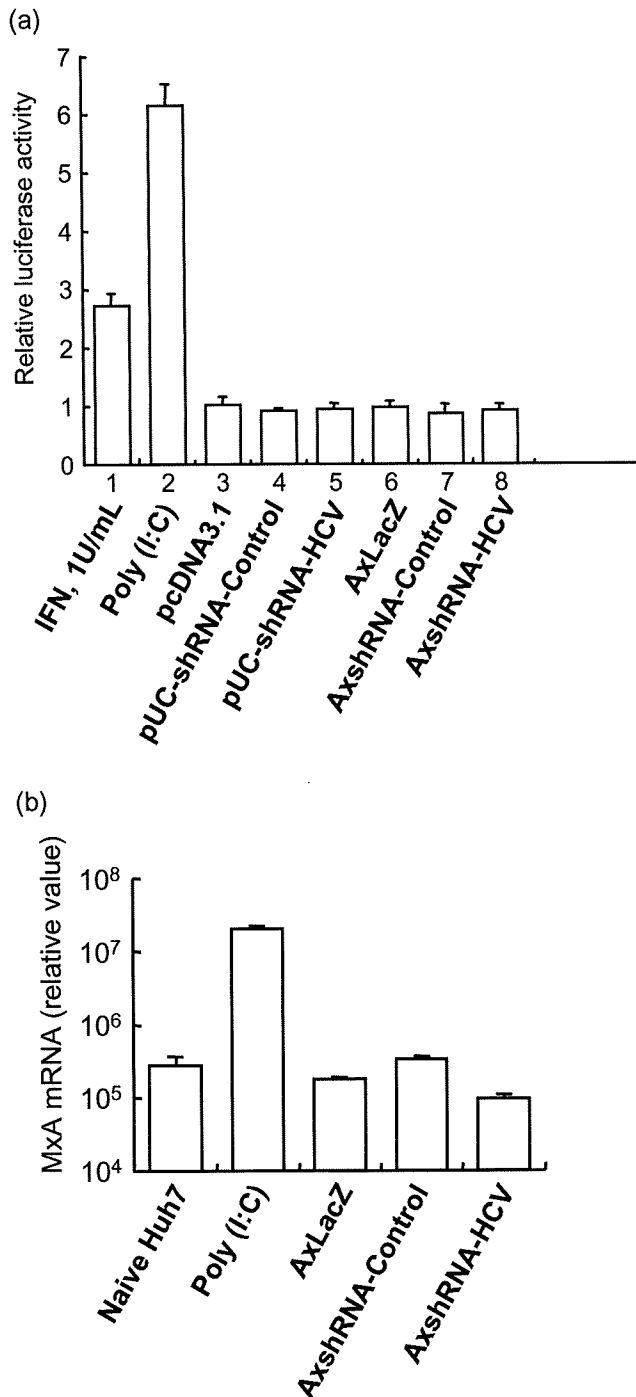 (a)
Relative luciferase activity
7
6
5
4
3
2
1
0
1 2 3 4 5 6 7 8
IFN, 1U/mL
Poly (I:C)
pcDNA3.1
pUC-shRNA-Control
pUC-shRNA-HCV
AxLacZ
AxshRNA-Control
AxshRNA-HCV
(b)
MxA mRNA (relative value)
10⁸
10⁷
10⁶
10⁵
10⁴
Naive Huh7
Poly (I:C)
AxLacZ
AxshRNA-Control
AxshRNA-HCV